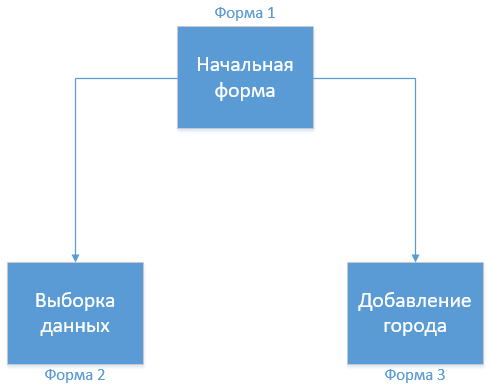 Форма 1
Начальная
форма
Выборка
данных
Добавление
города
Форма 2
Форма 3